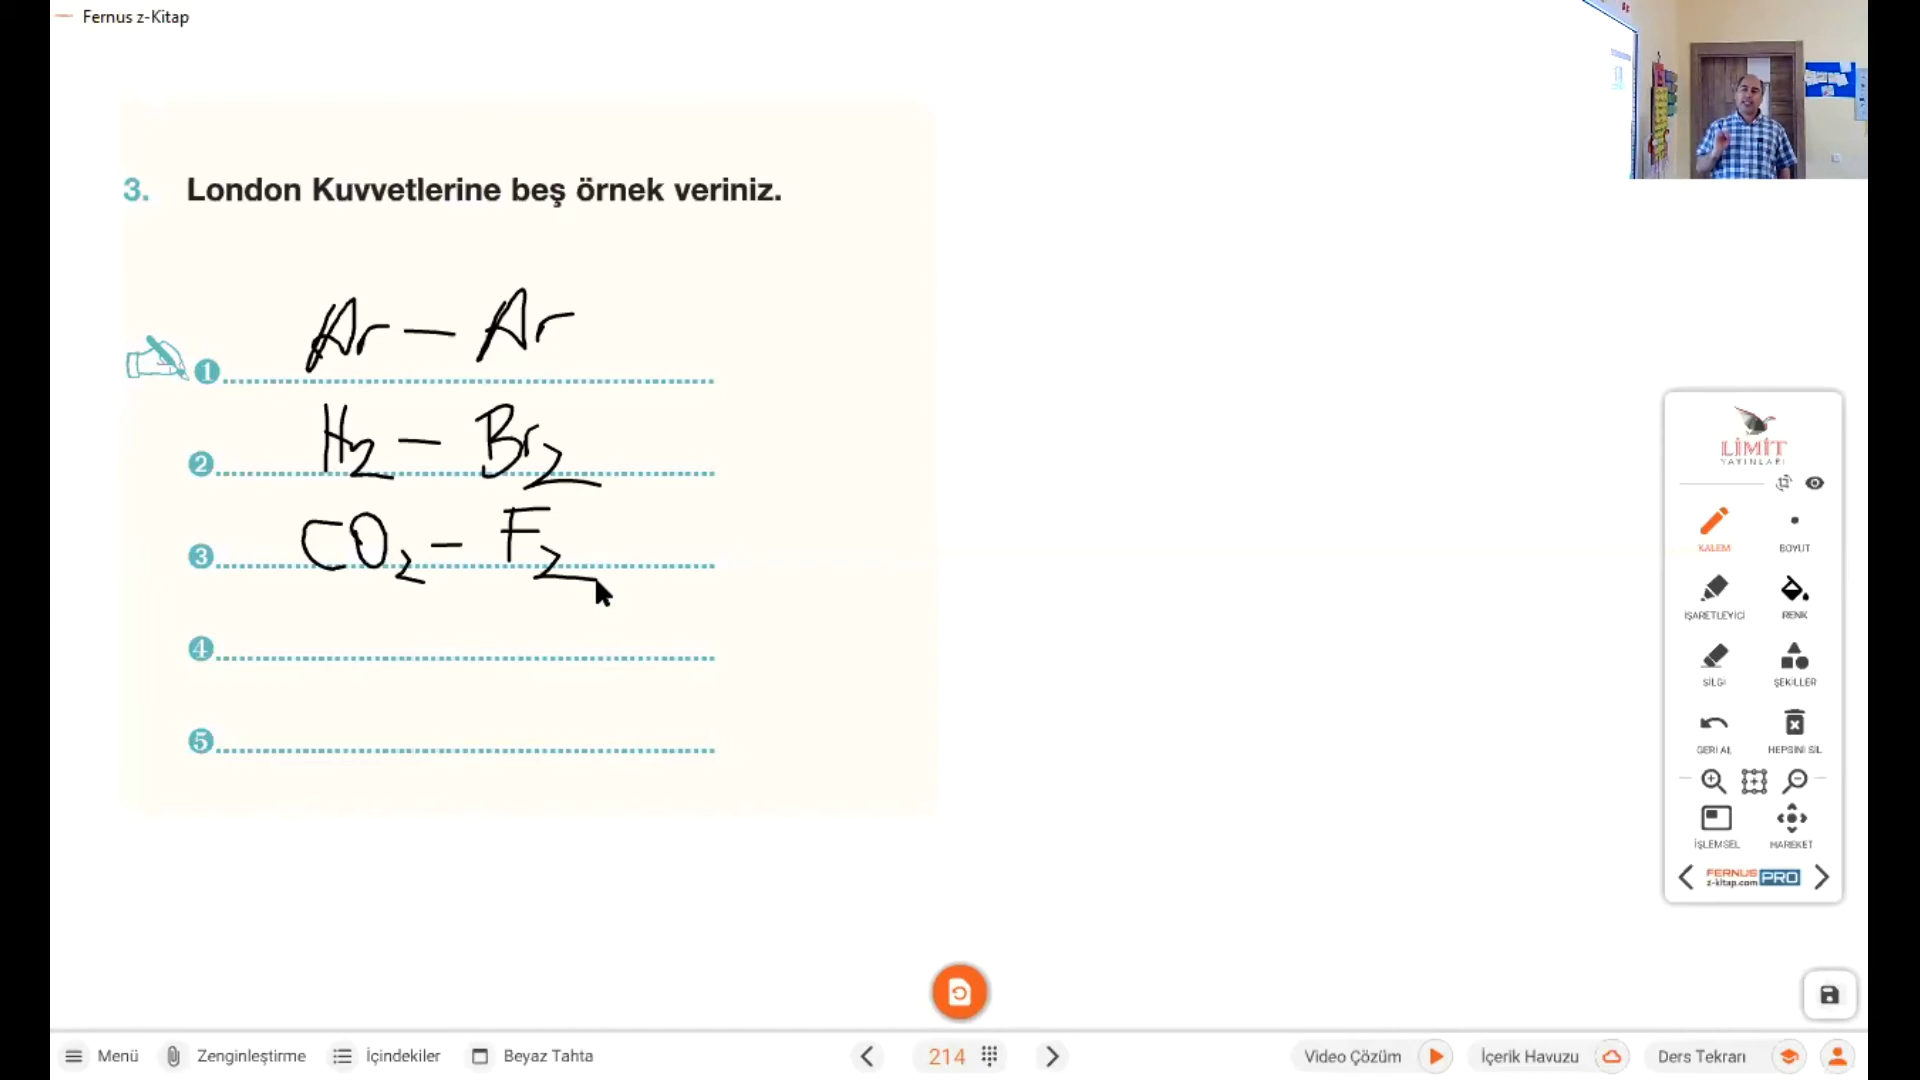 Fernus z-Kitap
3. London Kuvvetlerine beş örnek veriniz.
1 Ar — Ar
2 H2 — Br2
3 CO2 — F2
4
5
LİMİT
YAYINLARI
KALEM BOYUT
İŞARETLEYİCİ RENK
SİLGİ ŞEKİLLER
GERİ AL HEPSİNİ SİL
İŞLEMSEL HAREKET
FERNUS PRO
z-kitap.com
Menü Zenginleştirme İçindekiler Beyaz Tahta 214 Video Çözüm İçerik Havuzu Ders Tekrarı